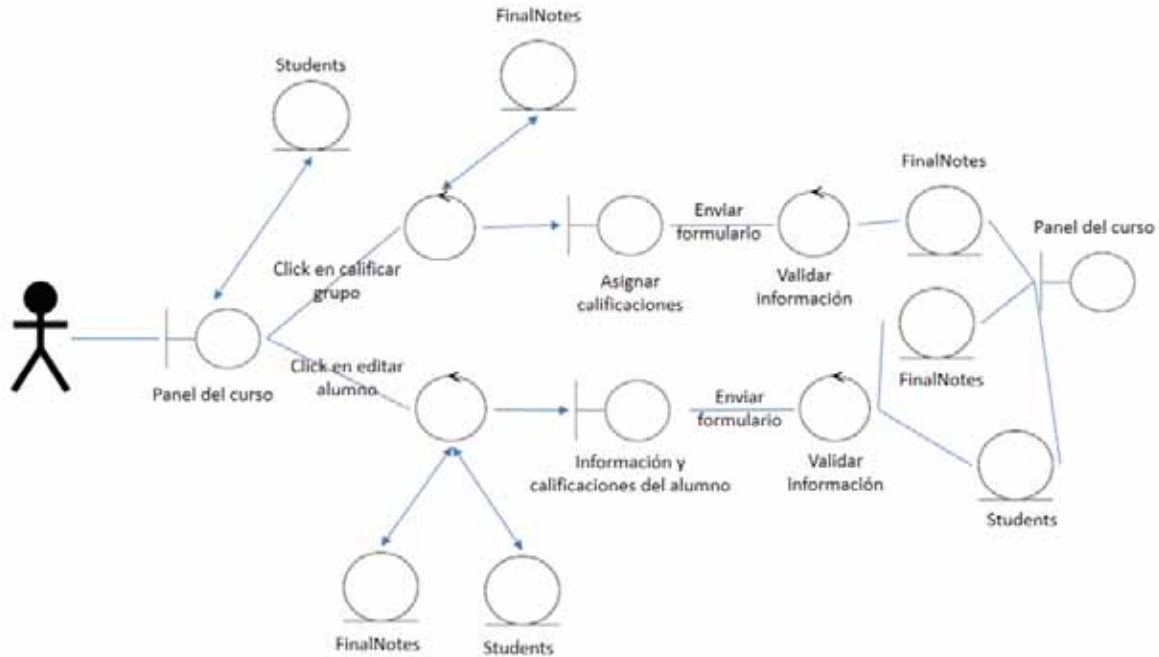 FinalNotes
Students
FinalNotes
Panel del curso
Click en calificar
grupo
Enviar
formulario
Asignar
calificaciones
Validar
información
Panel del curso
Click en editar
alumno
FinalNotes
Enviar
formulario
Información y
calificaciones del alumno
Validar
información
Students
FinalNotes
Students